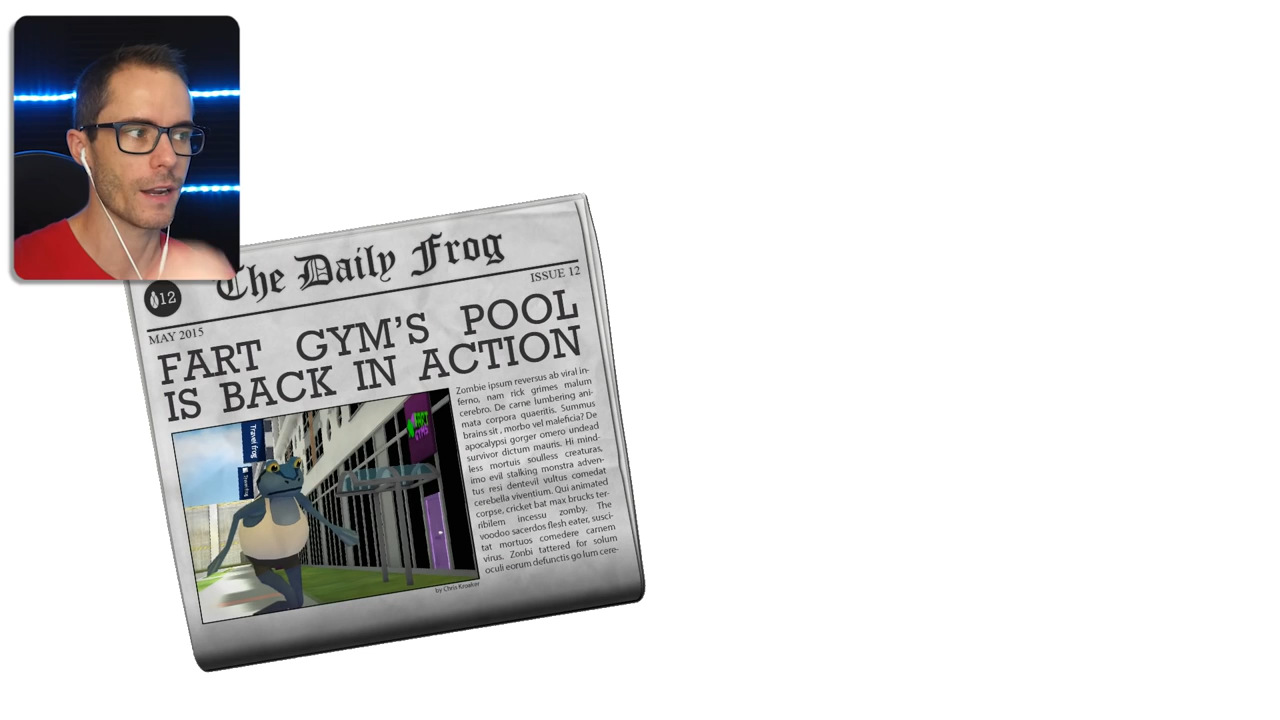 The Daily Frog
12
ISSUE 12
MAY 2015
FART GYM'S POOL
IS BACK IN ACTION
Zombie ipsum reversus ab viral in-
ferno, nam rick grimes malum
cerebro. De carne lumbering ani-
mata corpora quaeritis. Summus
brains sit , morbo vel maleficia? De
apocalypsi gorger omero undead
survivor dictum mauris. Hi mind-
less mortuis soulless creaturas,
imo evil stalking monstra adven-
tus resi dentevil vultus comedat
cerebella viventium. Qui animated
corpse, cricket bat max brucks ter-
ribilem incessu zomby. The
voodoo sacerdos flesh eater, susci-
tat mortuos comedere carnem
virus. Zonbi tattered for solum
oculi eorum defunctis go lum cere-
Travel frog
Travel frog
FART
GYMS
by Chris Kroaker